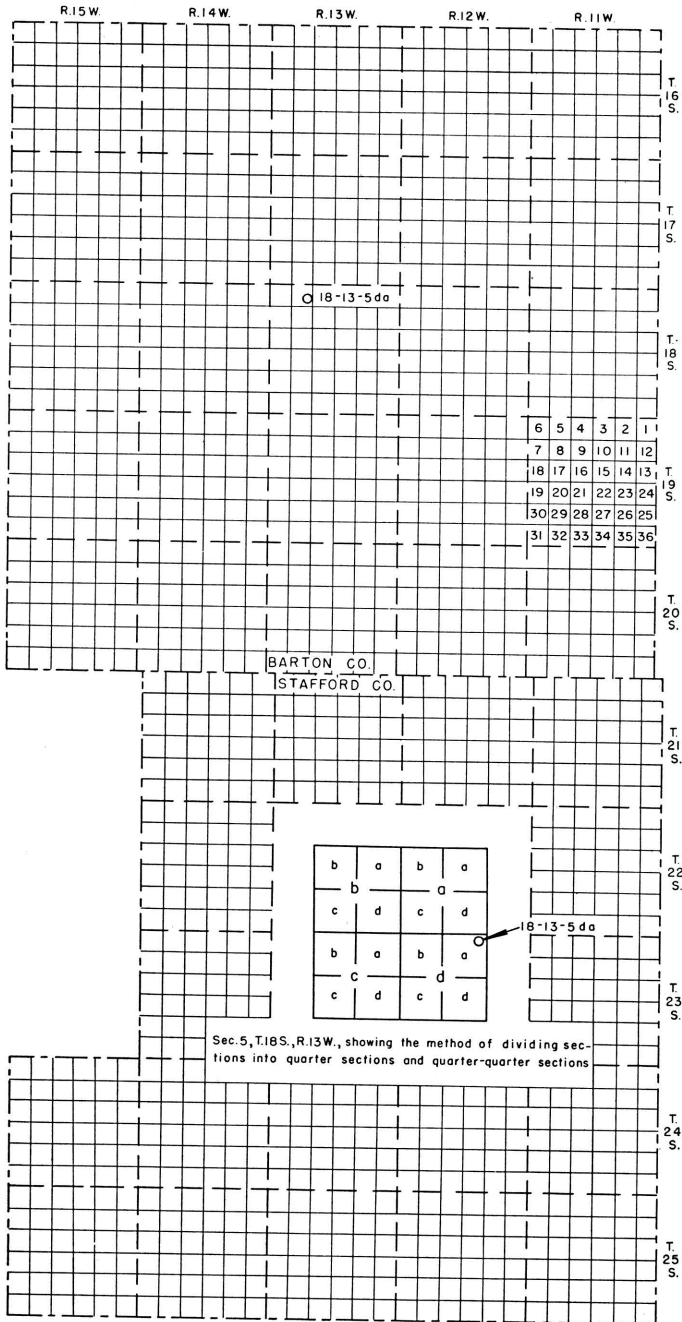 R.15W. R.14W. R.13W. R.12W. R.11W.
T.
16
S.
T.
17
S.
18-13-5da
T.
18
S.
6 5 4 3 2 1
7 8 9 10 11 12
18 17 16 15 14 13
19 20 21 22 23 24
30 29 28 27 26 25
31 32 33 34 35 36
T.
19
S.
T.
20
S.
BARTON CO.
STAFFORD CO.
T.
21
S.
T.
22
S.
b a b a
b a
c d c d
18-13-5da
b a b a
c d
c d c d
T.
23
S.
Sec. 5, T.18S., R.13W., showing the method of dividing sec-
tions into quarter sections and quarter-quarter sections
T.
24
S.
T.
25
S.